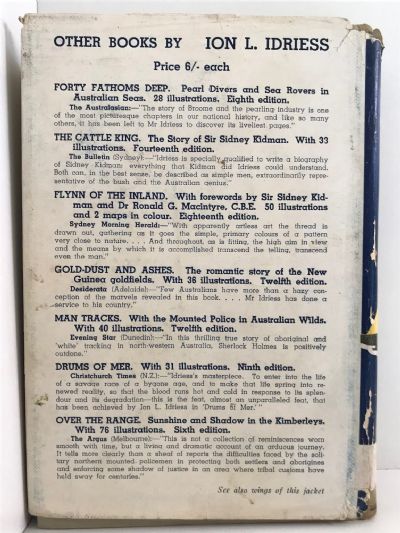 OTHER BOOKS BY ION L. IDRIESS
Price 6/- each
FORTY FATHOMS DEEP. Pearl Divers and Sea Rovers in
Australian Seas. 28 illustrations. Eighth edition.
The Australasian:—"The story of Broome and the pearling industry is one
of the most picturesque chapters in our national history, and like so many
others, it has been left to Mr Idriess to discover its liveliest pages."
THE CATTLE KING. The Story of Sir Sidney Kidman. With 33
illustrations. Fourteenth edition.
The Bulletin (Sydney):—"Idriess is specially qualified to write a biography
of Sidney Kidman: everything that Kidman did Idriess could understand.
Both can, in the best sense, be described as simple men, extraordinarily repre-
sentative of the bush and the Australian genius."
FLYNN OF THE INLAND. With forewords by Sir Sidney Kid-
man and Dr Ronald G. Macintyre, C.B.E. 50 illustrations
and 2 maps in colour. Eighteenth edition.
Sydney Morning Herald:—"With apparently artless art the thread is
drawn out, gathering as it goes the simple, primary colours of a pattern
very close to nature. . . . And throughout, as is fitting, the high aim in view
and the means by which it is accomplished transcend the telling, transcend
even the man."
GOLD-DUST AND ASHES. The romantic story of the New
Guinea goldfields. With 36 illustrations. Twelfth edition.
Desiderata (Adelaide):—"Few Australians have more than a hazy con-
ception of the marvels revealed in this book. . . . Mr Idriess has done a
service to his country."
MAN TRACKS. With the Mounted Police in Australian Wilds.
With 40 illustrations. Twelfth edition.
Evening Star (Dunedin):—"In this thrilling true story of aboriginal and
'white' tracking in north-western Australia, Sherlock Holmes is positively
outdone."
DRUMS OF MER. With 31 illustrations. Ninth edition.
Christchurch Times (N.Z.):—"Idriess's masterpiece. To enter into the life
of a savage race of a bygone age, and to make that life spring into re-
newed reality, so that the blood runs hot and cold in response to its splen-
dour and its degradation—this is the feat, almost an unparalleled feat, that
has been achieved by Ion L. Idriess in 'Drums of Mer.'"
OVER THE RANGE. Sunshine and Shadow in the Kimberleys.
With 76 illustrations. Sixth edition.
The Argus (Melbourne):—"This is not a collection of reminiscences worn
smooth with time, but a living and dramatic account of an arduous journey.
It tells more clearly than a sheaf of reports the difficulties faced by the soli-
tary northern mounted policemen in protecting both settlers and aborigines
and enforcing some shadow of justice in an area where tribal customs have
held sway for centuries."
See also wings of this jacket